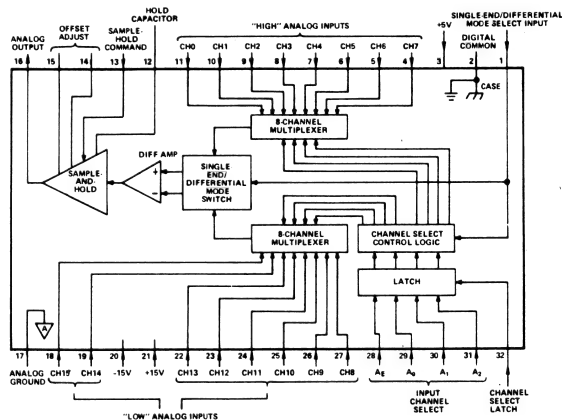 "HIGH" ANALOG INPUTS
SINGLE-END/DIFFERENTIAL
MODE SELECT INPUT
HOLD
CAPACITOR
ANALOG
OUTPUT
OFFSET
ADJUST
SAMPLE-
HOLD
COMMAND
+5V
DIGITAL
COMMON
CH0 CH1 CH2 CH3 CH4 CH5 CH6 CH7
16 15 14 13 12 11 10 9 8 7 6 5 4 3 2 1
CASE
8-CHANNEL
MULTIPLEXER
DIFF AMP
SAMPLE-
AND-
HOLD
+
−
SINGLE
END/
DIFFERENTIAL
MODE
SWITCH
8-CHANNEL
MULTIPLEXER
CHANNEL SELECT
CONTROL LOGIC
LATCH
A
17 18 19 20 21 22 23 24 25 26 27 28 29 30 31 32
ANALOG
GROUND
CH15 CH14 -15V +15V CH13 CH12 CH11 CH10 CH9 CH8 AE A0 A1 A2
INPUT
CHANNEL
SELECT
CHANNEL
SELECT
LATCH
"LOW" ANALOG INPUTS